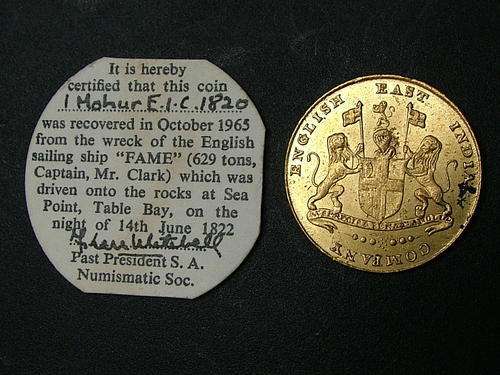 It is hereby
certified that this coin
1 Mohur E.I.C. 1820
was recovered in October 1965
from the wreck of the English
sailing ship "FAME" (629 tons,
Captain, Mr. Clark) which was
driven onto the rocks at Sea
Point, Table Bay, on the
night of 14th June 1822
Past President S. A.
Numismatic Soc.
ENGLISH EAST INDIA
COMPANY